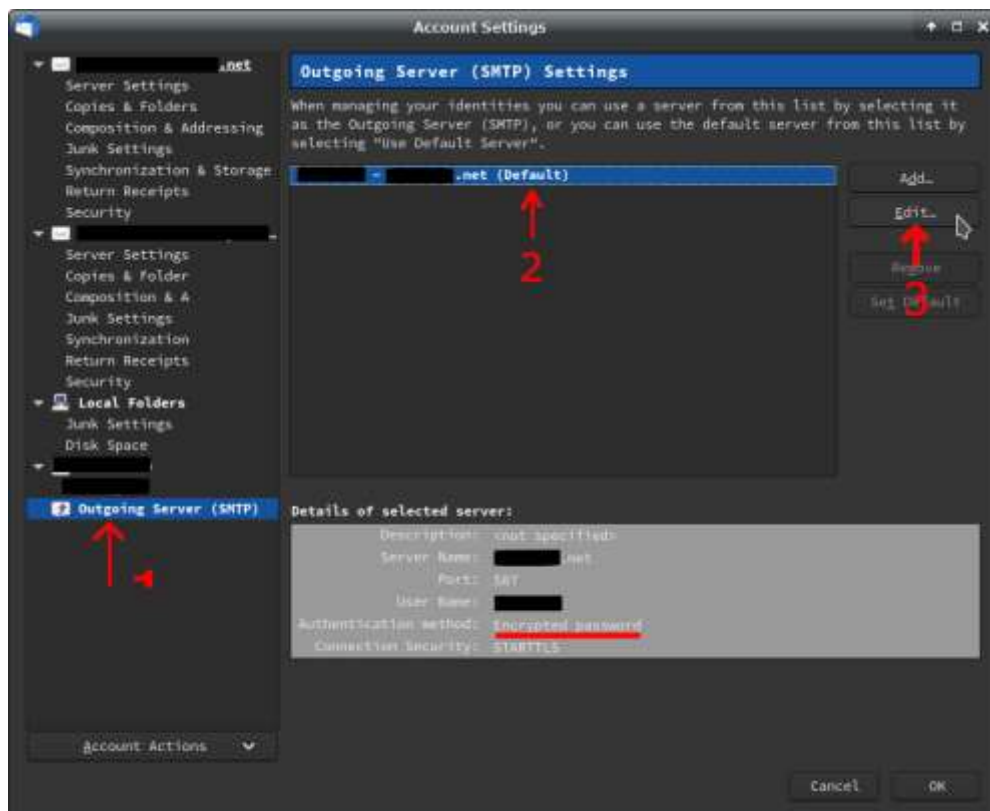 Account Settings
.net
Server Settings
Copies & Folders
Composition & Addressing
Junk Settings
Synchronization & Storage
Return Receipts
Security
Server Settings
Copies & Folder
Composition & A
Junk Settings
Synchronization
Return Receipts
Security
Local Folders
Junk Settings
Disk Space
Outgoing Server (SMTP)
1
Account Actions
Outgoing Server (SMTP) Settings
When managing your identities you can use a server from this list by selecting it
as the Outgoing Server (SMTP), or you can use the default server from this list by
selecting "Use Default Server".
- .net (Default)
2
Add…
Edit…
3
Remove
Set Default
Details of selected server:
Description: <not specified>
Server Name: .net
Port: 587
User Name:
Authentication method: Encrypted password
Connection Security: STARTTLS
Cancel
OK